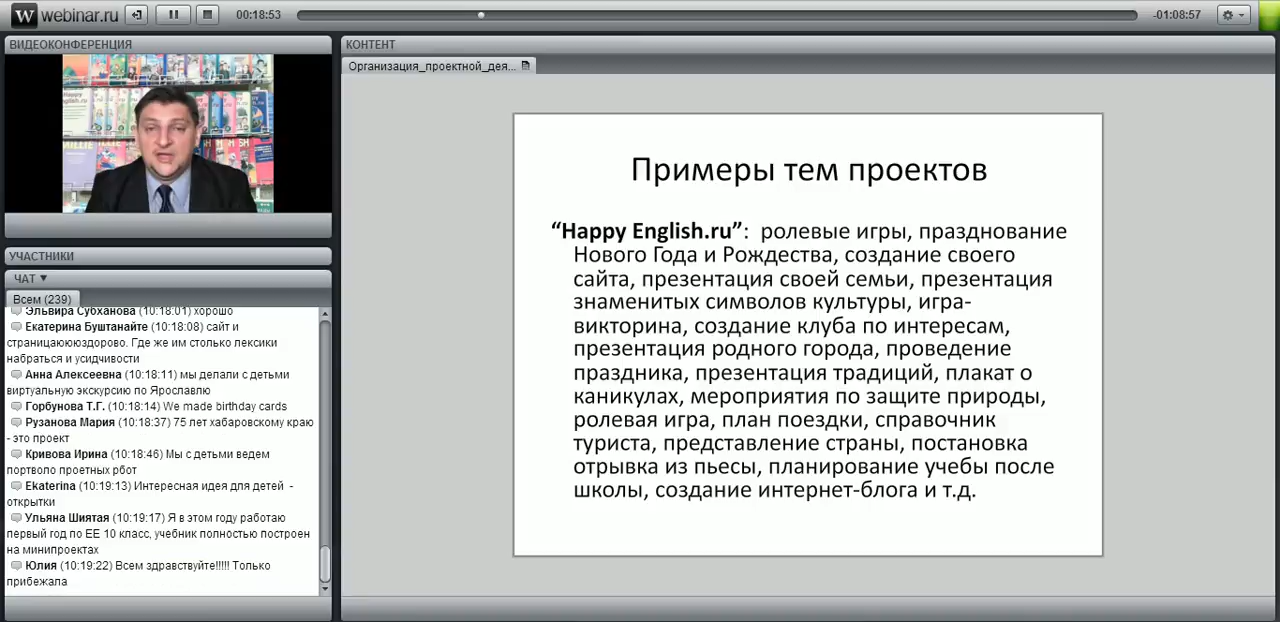 webinar.ru
00:18:53
-01:08:57
ВИДЕОКОНФЕРЕНЦИЯ
Happy English.ru
MILLIE
УЧАСТНИКИ
ЧАТ ▼
Всем (239)
Эльвира Субханова (10:18:01) хорошо
Екатерина Буштанайте (10:18:08) сайт и
страницаююздорово. Где же им столько лексики
набраться и усидчивости
Анна Алексеевна (10:18:11) мы делали с детьми
виртуальную экскурсию по Ярославлю
Горбунова Т.Г. (10:18:14) We made birthday cards
Рузанова Мария (10:18:37) 75 лет хабаровскому краю
- это проект
Кривова Ирина (10:18:46) Мы с детьми ведем
портволо проетных рбот
Ekaterina (10:19:13) Интересная идея для детей -
открытки
Ульяна Шиятая (10:19:17) Я в этом году работаю
первый год по ЕЕ 10 класс, учебник полностью построен
на минипроектах
Юлия (10:19:22) Всем здравствуйте!!!!! Только
прибежала
КОНТЕНТ
Организация_проектной_дея...
Примеры тем проектов
“Happy English.ru”: ролевые игры, празднование
Нового Года и Рождества, создание своего
сайта, презентация своей семьи, презентация
знаменитых символов культуры, игра-
викторина, создание клуба по интересам,
презентация родного города, проведение
праздника, презентация традиций, плакат о
каникулах, мероприятия по защите природы,
ролевая игра, план поездки, справочник
туриста, представление страны, постановка
отрывка из пьесы, планирование учебы после
школы, создание интернет-блога и т.д.